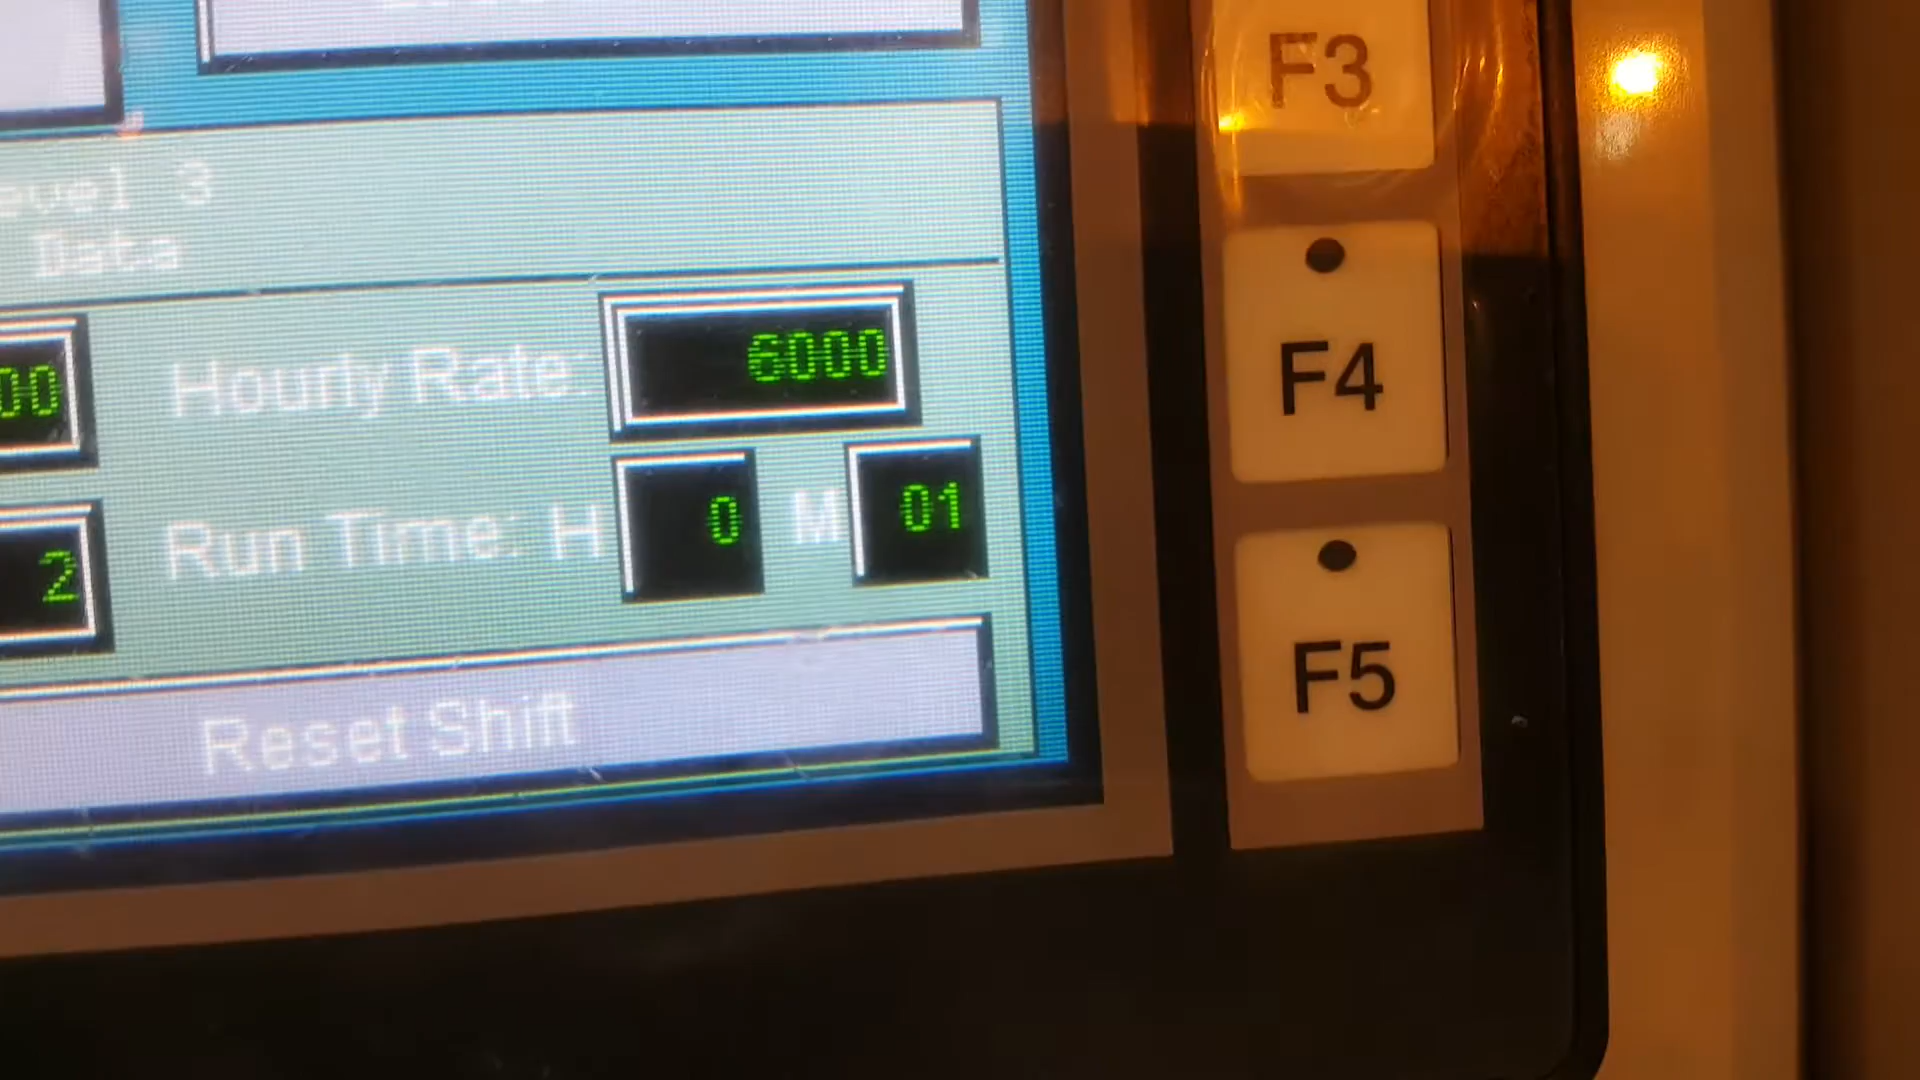 evel 3
Data
00 Hourly Rate: 6000
2 Run Time: H 0 M 01
Reset Shift
F3
F4
F5